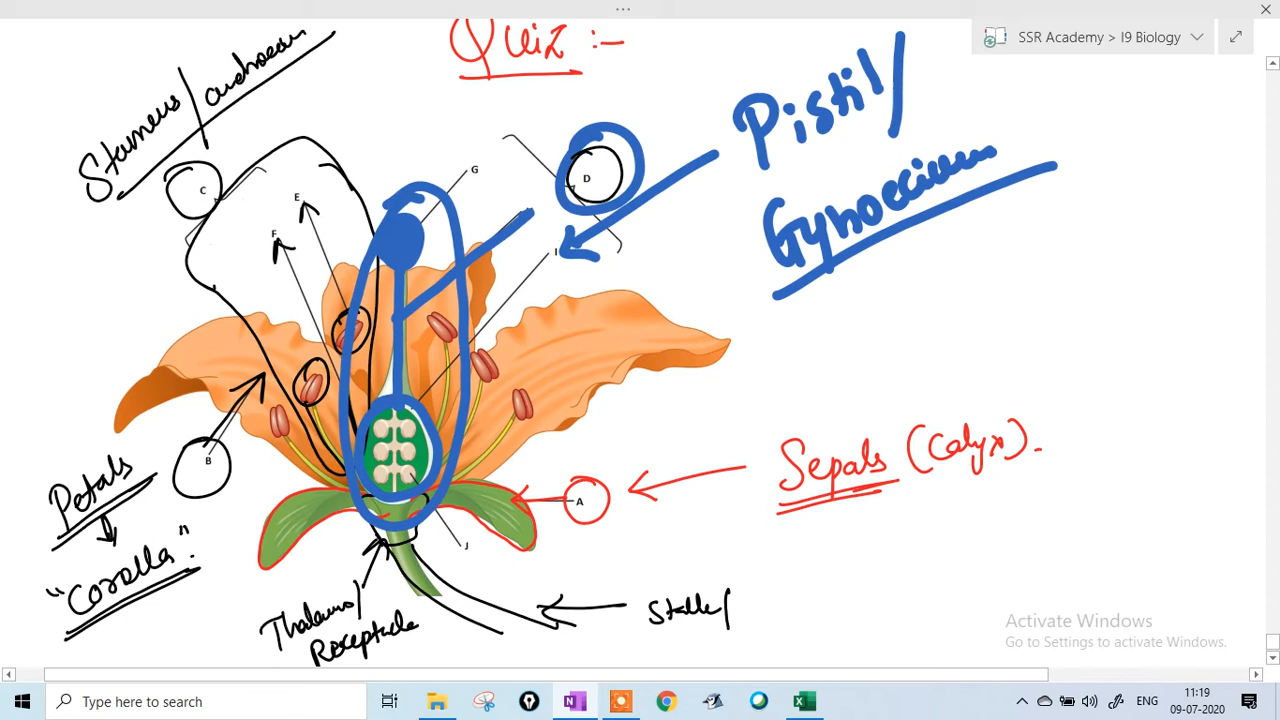 ...
SSR Academy > I9 Biology
Quiz :-
Stamens/androecium
Pistil/
Gynoecium
C
G
D
E
F
I
B
A
J
Petals
"Corolla".
Sepals (Calyx).
Thalamus/
Receptacle
Stalk/
Activate Windows
Go to Settings to activate Windows.
Type here to search
11:19
09-07-2020